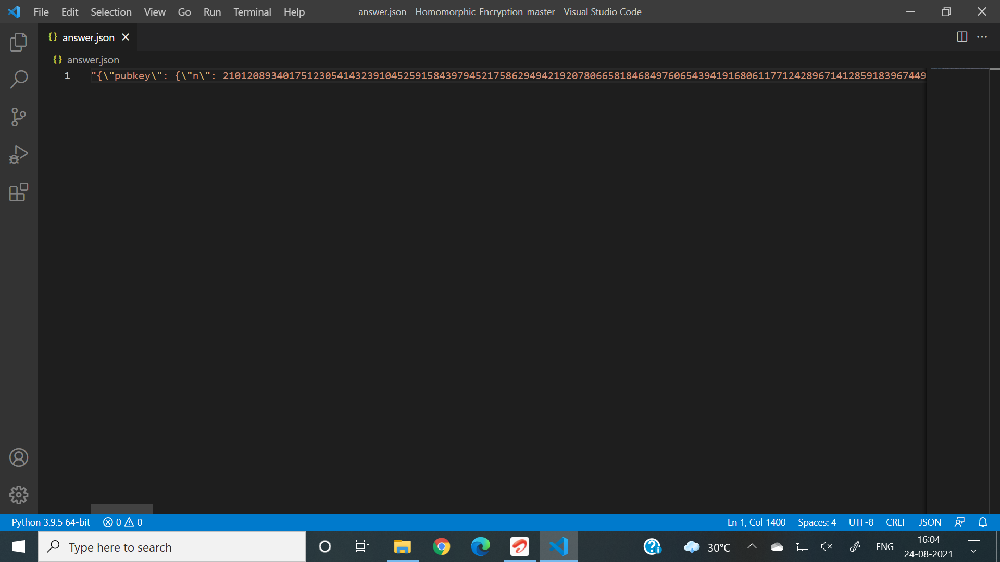 File Edit Selection View Go Run Terminal Help answer.json - Homomorphic-Encryption-master - Visual Studio Code
{} answer.json
{} answer.json
1 "{\"pubkey\": {\"n\": 210120893401751230541432391045259158439794521758629494219207806658184684976065439419168061177124289671412859183967449
Python 3.9.5 64-bit 0 0 Ln 1, Col 1400 Spaces: 4 UTF-8 CRLF JSON
Type here to search 30°C ENG 16:04
24-08-2021